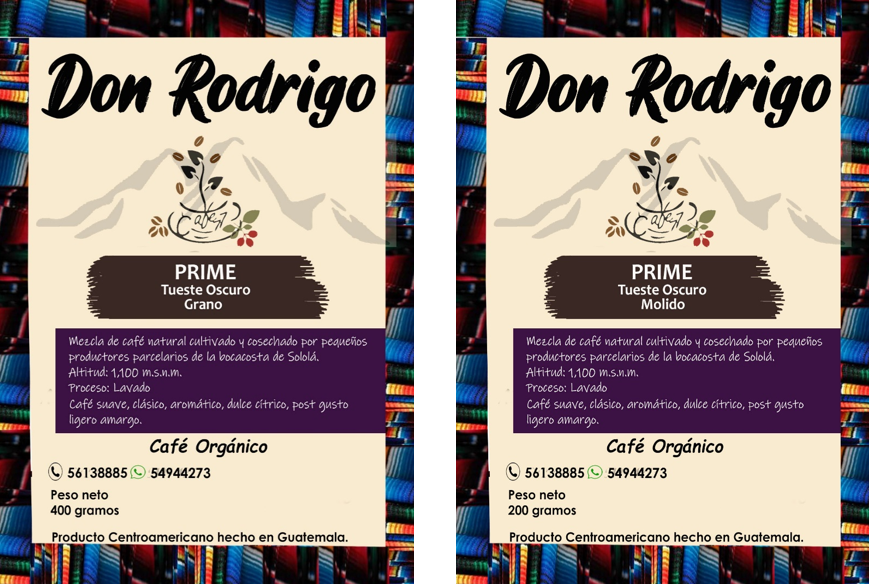 Don Rodrigo
Café
PRIME
Tueste Oscuro
Grano
Mezcla de café natural cultivado y cosechado por pequeños
productores parcelarios de la bocacosta de Sololá.
Altitud: 1,100 m.s.n.m.
Proceso: Lavado
Café suave, clásico, aromático, dulce cítrico, post gusto
ligero amargo.
Café Orgánico
56138885 54944273
Peso neto
400 gramos
Producto Centroamericano hecho en Guatemala.
Don Rodrigo
Café
PRIME
Tueste Oscuro
Molido
Mezcla de café natural cultivado y cosechado por pequeños
productores parcelarios de la bocacosta de Sololá.
Altitud: 1,100 m.s.n.m.
Proceso: Lavado
Café suave, clásico, aromático, dulce cítrico, post gusto
ligero amargo.
Café Orgánico
56138885 54944273
Peso neto
200 gramos
Producto Centroamericano hecho en Guatemala.